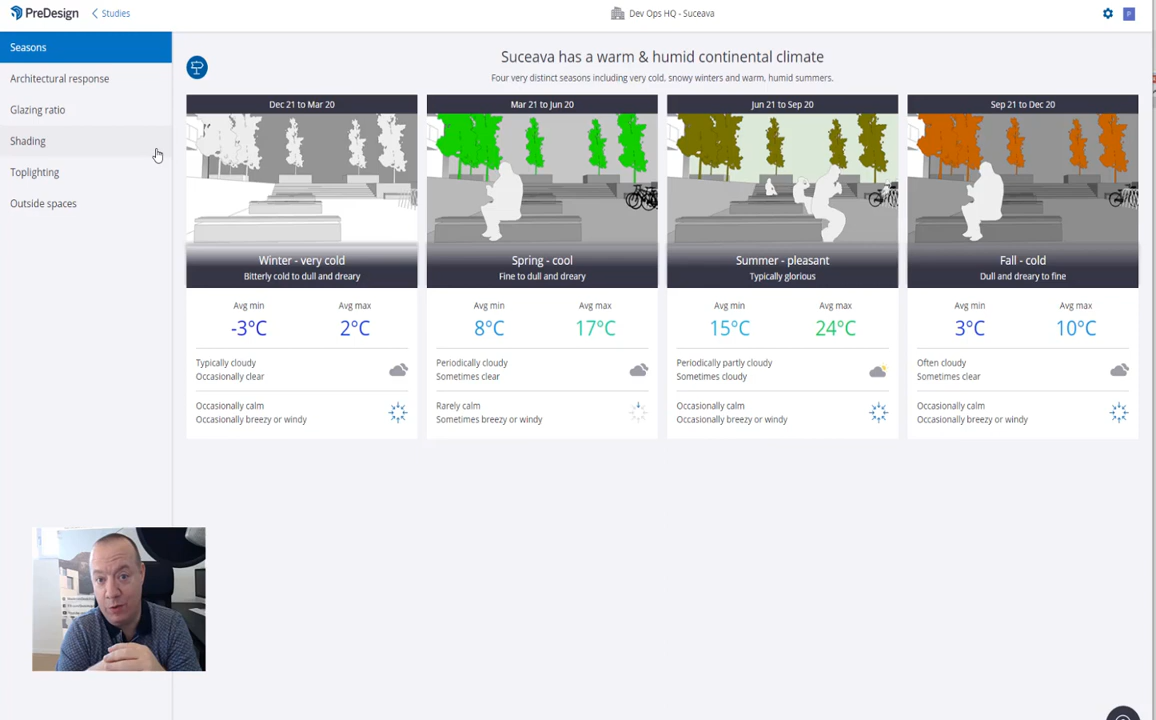 PreDesign
Studies
Dev Ops HQ - Suceava
P
Seasons
Architectural response
Glazing ratio
Shading
Toplighting
Outside spaces
Suceava has a warm & humid continental climate
Four very distinct seasons including very cold, snowy winters and warm, humid summers.
Dec 21 to Mar 20
Winter - very cold
Bitterly cold to dull and dreary
Avg min
Avg max
-3°C
2°C
Typically cloudy
Occasionally clear
Occasionally calm
Occasionally breezy or windy
Mar 21 to Jun 20
Spring - cool
Fine to dull and dreary
Avg min
Avg max
8°C
17°C
Periodically cloudy
Sometimes clear
Rarely calm
Sometimes breezy or windy
Jun 21 to Sep 20
Summer - pleasant
Typically glorious
Avg min
Avg max
15°C
24°C
Periodically partly cloudy
Sometimes cloudy
Occasionally calm
Occasionally breezy or windy
Sep 21 to Dec 20
Fall - cold
Dull and dreary to fine
Avg min
Avg max
3°C
10°C
Often cloudy
Sometimes clear
Occasionally calm
Occasionally breezy or windy